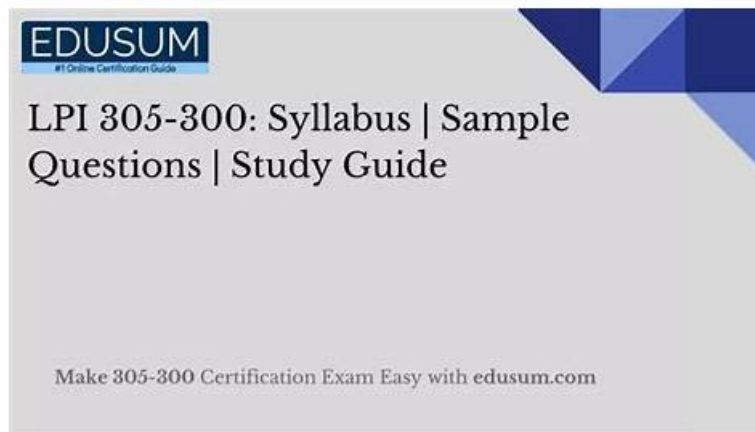 EDUSUM
#1 Online Certification Guide
LPI 305-300: Syllabus | Sample
Questions | Study Guide
Make 305-300 Certification Exam Easy with edusum.com